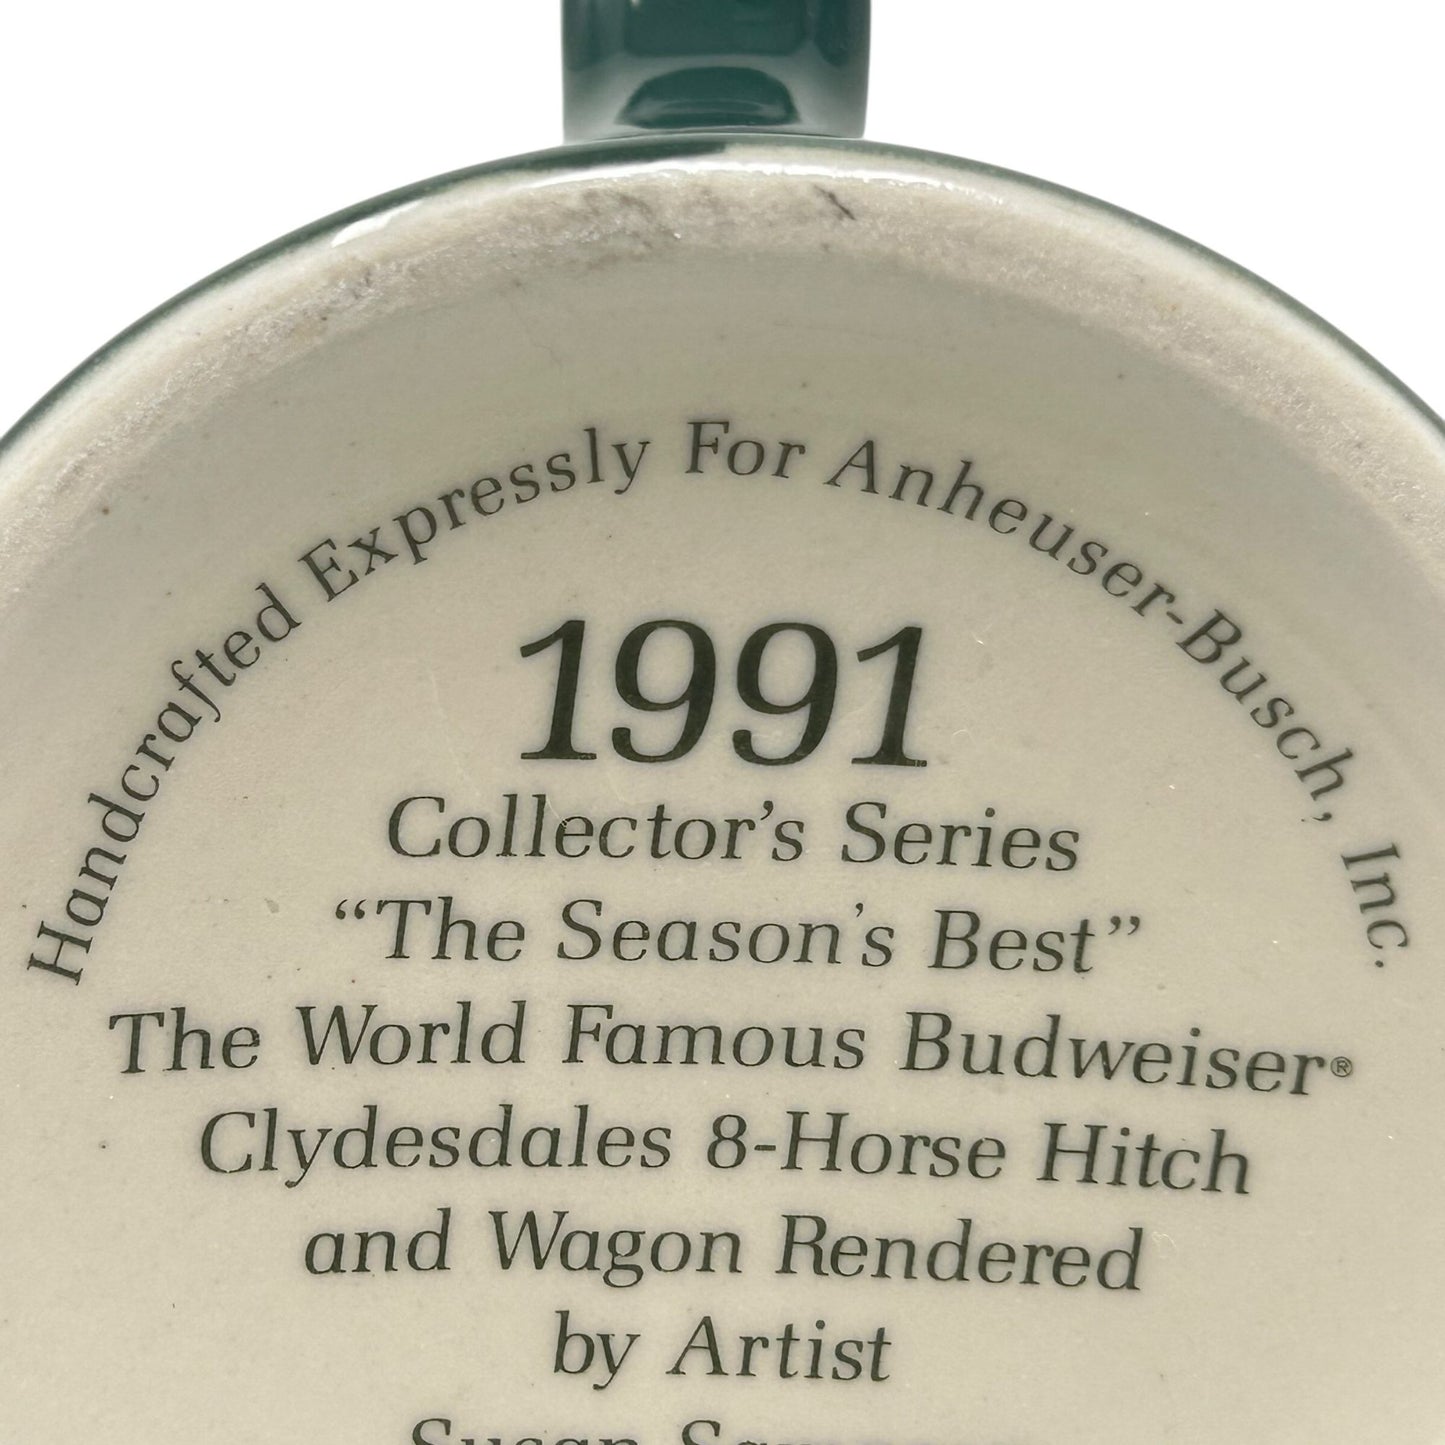 Handcrafted Expressly For Anheuser-Busch, Inc.
1991
Collector's Series
“The Season's Best”
The World Famous Budweiser®
Clydesdales 8-Horse Hitch
and Wagon Rendered
by Artist
Susan